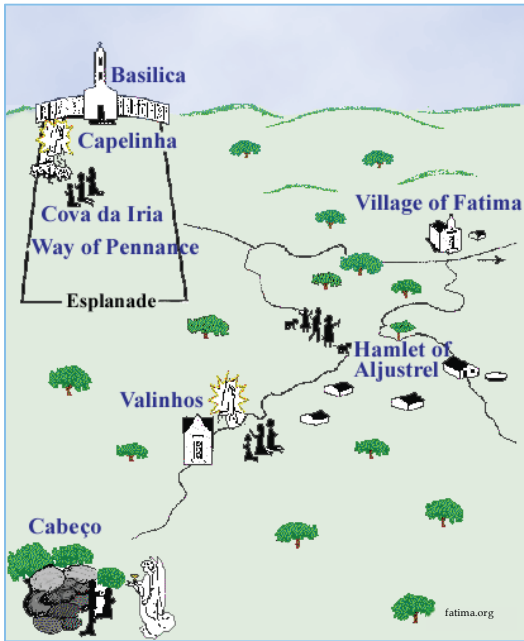 Basilica
Capelinha
Cova da Iria
Way of Pennance
Esplanade
Village of Fatima
Hamlet of
Aljustrel
Valinhos
Cabeço
fatima.org